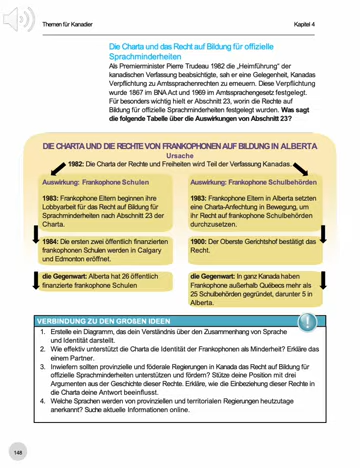 Themen für Kanadier
Kapitel 4
Die Charta und das Recht auf Bildung für offizielle
Sprachminderheiten
Als Premierminister Pierre Trudeau 1982 die „Heimführung" der
kanadischen Verfassung beabsichtigte, sah er eine Gelegenheit, Kanadas
Verpflichtung zu Amtssprachenrechten zu erneuern. Diese Verpflichtung
wurde 1867 im BNA Act und 1969 im Amtssprachengesetz festgelegt.
Für besonders wichtig hielt er Abschnitt 23, worin die Rechte auf
Bildung für offizielle Sprachminderheiten festgelegt wurden. Was sagt
die folgende Tabelle über die Auswirkungen von Abschnitt 23?
DIE CHARTA UND DIE RECHTE VON FRANKOPHONEN AUF BILDUNG IN ALBERTA
Ursache
1982: Die Charta der Rechte und Freiheiten wird Teil der Verfassung Kanadas.
Auswirkung: Frankophone Schulen
1983: Frankophone Eltern beginnen ihre
Lobbyarbeit für das Recht auf Bildung für
Sprachminderheiten nach Abschnitt 23 der
Charta.
1984: Die ersten zwei öffentlich finanzierten
frankophonen Schulen werden in Calgary
und Edmonton eröffnet.
die Gegenwart: Alberta hat 26 öffentlich
finanzierte frankophone Schulen
Auswirkung: Frankophone Schulbehörden
1983: Frankophone Eltern in Alberta setzten
eine Charta-Anfechtung in Bewegung, um
ihr Recht auf frankophone Schulbehörden
durchzusetzen.
1900: Der Oberste Gerichtshof bestätigt das
Recht.
die Gegenwart: In ganz Kanada haben
Frankophone außerhalb Québecs mehr als
25 Schulbehörden gegründet, darunter 5 in
Alberta.
VERBINDUNG ZU DEN GROßEN IDEEN
1. Erstelle ein Diagramm, das dein Verständnis über den Zusammenhang von Sprache
und Identität darstellt.
2. Wie effektiv unterstützt die Charta die Identität der Frankophonen als Minderheit? Erkläre das
einem Partner.
3. Inwiefern sollten provinzielle und föderale Regierungen in Kanada das Recht auf Bildung für
offizielle Sprachminderheiten unterstützen und fördern? Stütze deine Position mit drei
Argumenten aus der Geschichte dieser Rechte. Erkläre, wie die Einbeziehung dieser Rechte in
die Charta deine Antwort beeinflusst.
4. Welche Sprachen werden von provinziellen und territorialen Regierungen heutzutage
anerkannt? Suche aktuelle Informationen online.
148